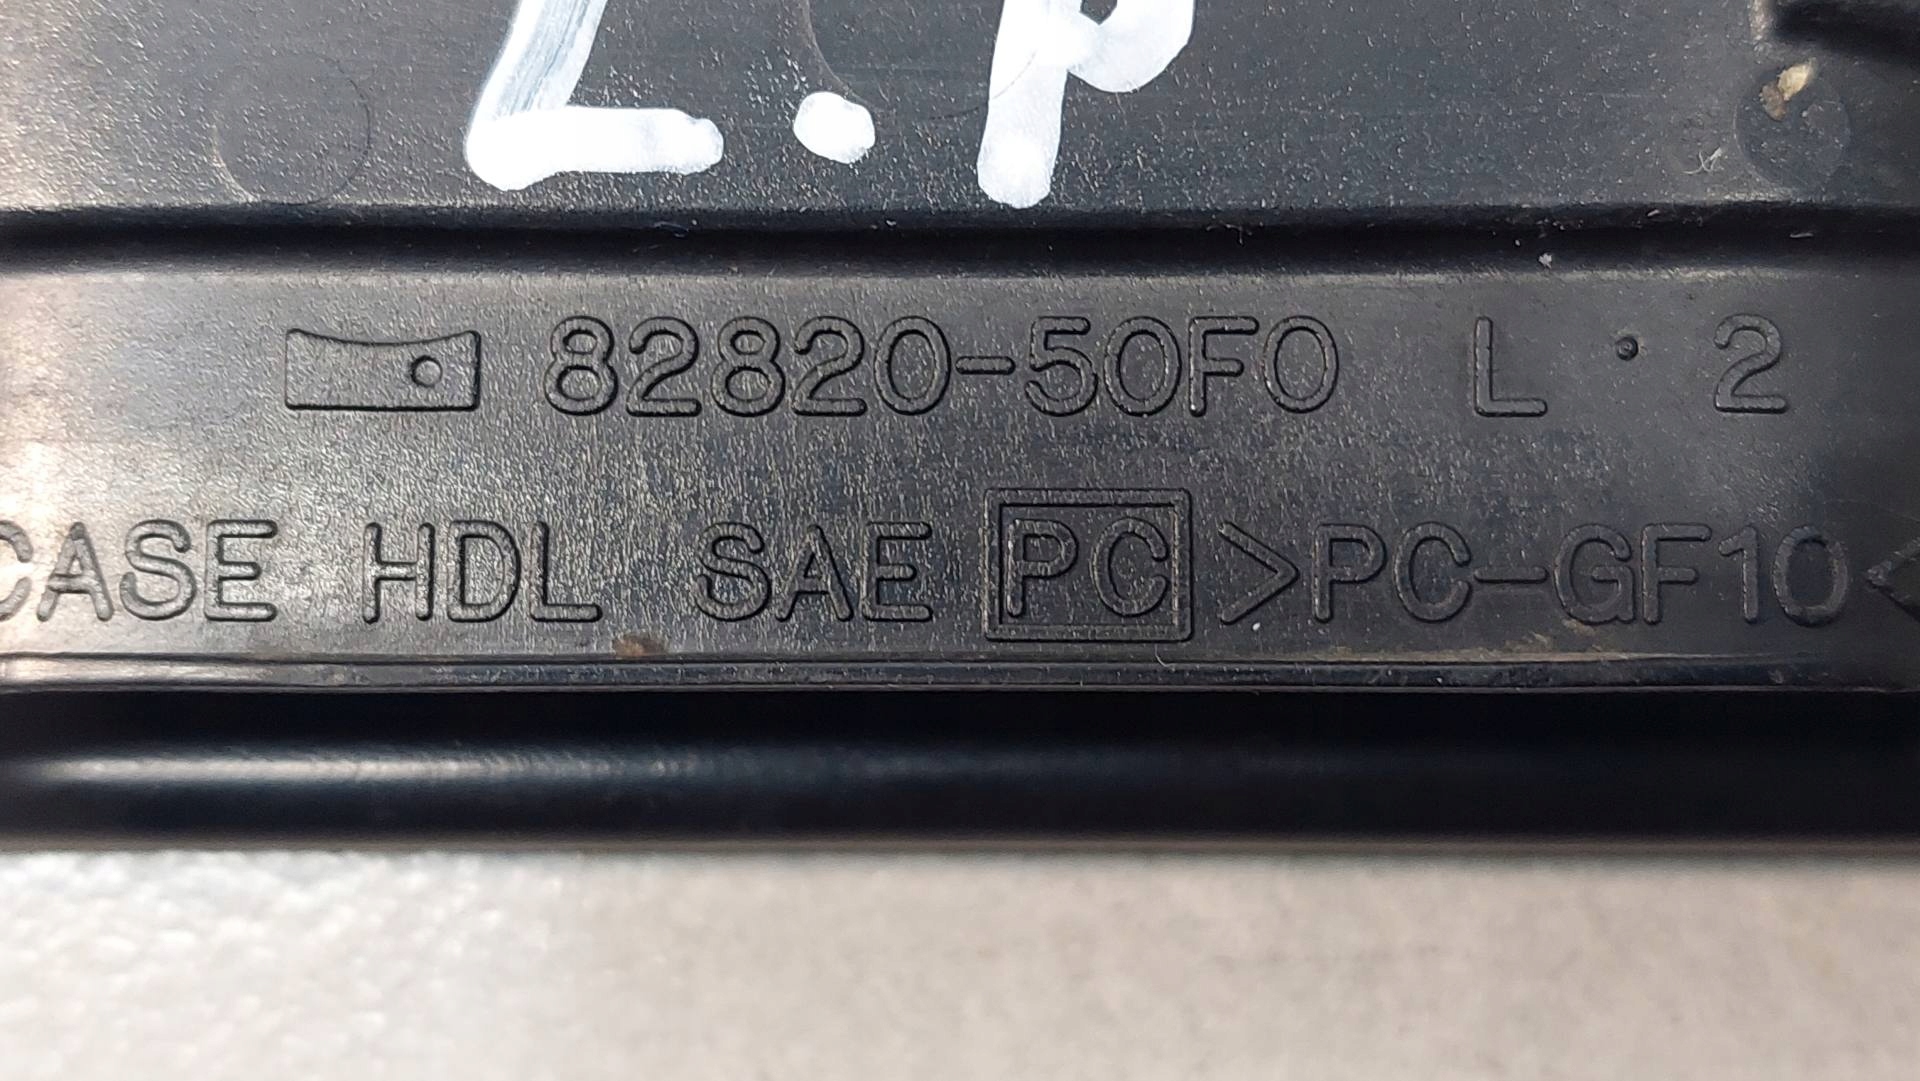 L.P
82820-50F0 L · 2
CASE HDL SAE PC >PC-GF10<